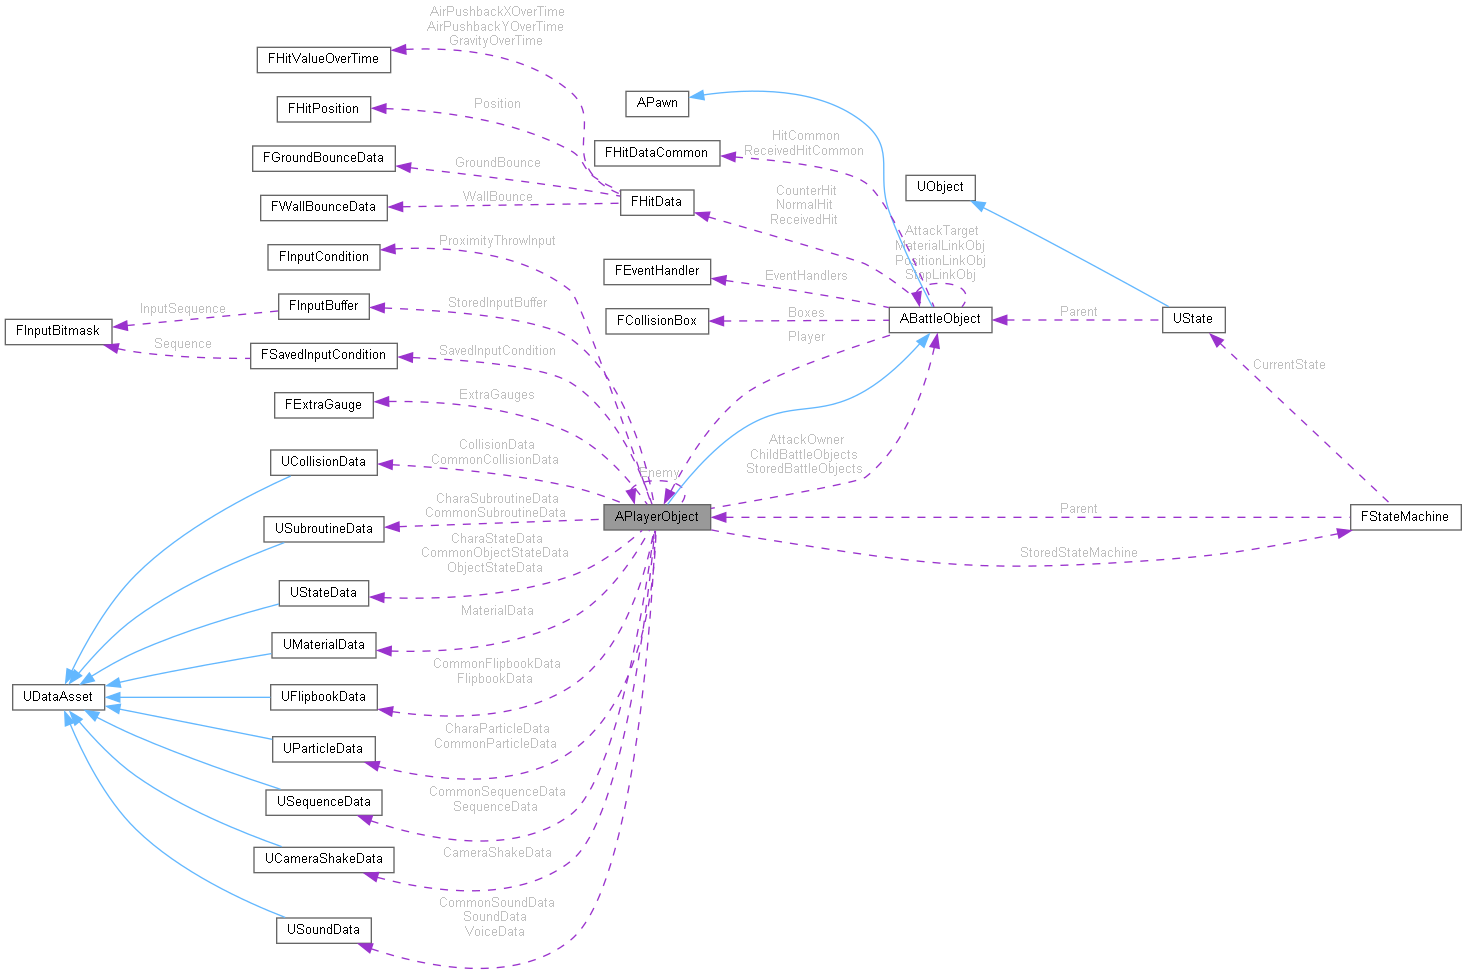 AirPushbackXOverTime
AirPushbackYOverTime
GravityOverTime
FHitValueOverTime
APawn
FHitPosition
Position
HitCommon
ReceivedHitCommon
FHitDataCommon
FGroundBounceData
GroundBounce
UObject
FWallBounceData
WallBounce
FHitData
CounterHit
NormalHit
ReceivedHit
AttackTarget
MaterialLinkObj
PositionLinkObj
StopLinkObj
ProximityThrowInput
FInputCondition
FEventHandler
EventHandlers
FInputBuffer
StoredInputBuffer
InputSequence
FInputBitmask
FCollisionBox
Boxes
ABattleObject
Parent
UState
Player
Sequence
FSavedInputCondition
SavedInputCondition
CurrentState
FExtraGauge
ExtraGauges
CollisionData
CommonCollisionData
UCollisionData
AttackOwner
ChildBattleObjects
StoredBattleObjects
Enemy
CharaSubroutineData
CommonSubroutineData
USubroutineData
APlayerObject
Parent
FStateMachine
CharaStateData
CommonObjectStateData
ObjectStateData
StoredStateMachine
UStateData
MaterialData
UMaterialData
CommonFlipbookData
FlipbookData
UDataAsset
UFlipbookData
CharaParticleData
CommonParticleData
UParticleData
CommonSequenceData
SequenceData
USequenceData
CameraShakeData
UCameraShakeData
CommonSoundData
SoundData
VoiceData
USoundData